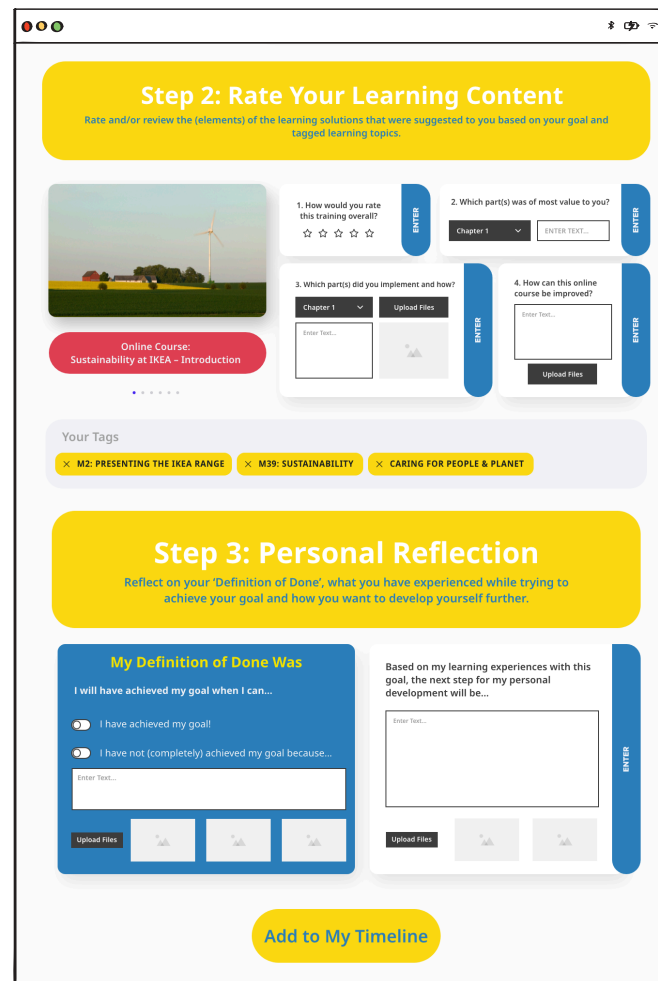 Step 2: Rate Your Learning Content
Rate and/or review the (elements) of the learning solutions that were suggested to you based on your goal and
tagged learning topics.
1. How would you rate
this training overall?
ENTER
2. Which part(s) was of most value to you?
Chapter 1
ENTER TEXT...
ENTER
Online Course:
Sustainability at IKEA – Introduction
3. Which part(s) did you implement and how?
Chapter 1
Upload Files
Enter Text...
ENTER
4. How can this online
course be improved?
Enter Text...
Upload Files
ENTER
Your Tags
M2: PRESENTING THE IKEA RANGE
M39: SUSTAINABILITY
CARING FOR PEOPLE & PLANET
Step 3: Personal Reflection
Reflect on your ‘Definition of Done’, what you have experienced while trying to
achieve your goal and how you want to develop yourself further.
My Definition of Done Was
I will have achieved my goal when I can...
I have achieved my goal!
I have not (completely) achieved my goal because...
Enter Text...
Upload Files
Based on my learning experiences with this
goal, the next step for my personal
development will be...
Enter Text...
Upload Files
ENTER
Add to My Timeline